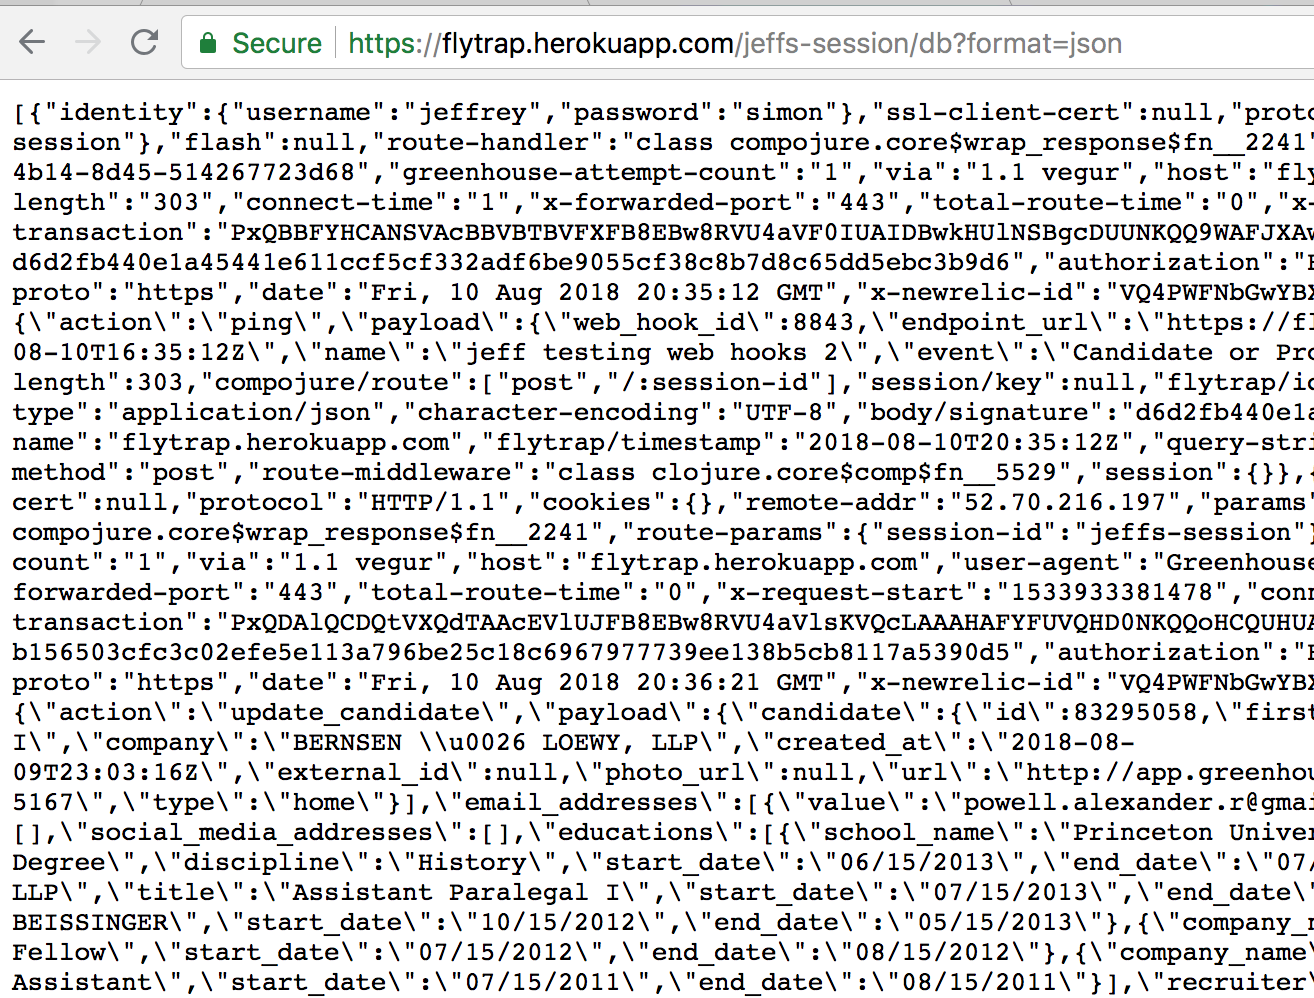 Secure https://flytrap.herokuapp.com/jeffs-session/db?format=json
[{"identity":{"username":"jeffrey","password":"simon"},"ssl-client-cert":null,"proto
session"},"flash":null,"route-handler":"class compojure.core$wrap_response$fn__2241"
4b14-8d45-514267723d68","greenhouse-attempt-count":"1","via":"1.1 vegur","host":"fly
length":"303","connect-time":"1","x-forwarded-port":"443","total-route-time":"0","x-
transaction":"PxQBBFYHCANSVAcBBVBTBVFXFB8EBw8RVU4aVF0IUAIDBwkHUlNSBgcDUUNKQQ9WAFJXAw
d6d2fb440e1a45441e611ccf5cf332adf6be9055cf38c8b7d8c65dd5ebc3b9d6","authorization":"B
proto":"https","date":"Fri, 10 Aug 2018 20:35:12 GMT","x-newrelic-id":"VQ4PWFNbGwYBX
{\"action\":\"ping\",\"payload\":{\"web_hook_id\":8843,\"endpoint_url\":\"https://fl
08-10T16:35:12Z\",\"name\":\"jeff testing web hooks 2\",\"event\":\"Candidate or Pro
length":303,"compojure/route":["post","/:session-id"],"session/key":null,"flytrap/id
type":"application/json","character-encoding":"UTF-8","body/signature":"d6d2fb440e1a
name":"flytrap.herokuapp.com","flytrap/timestamp":"2018-08-10T20:35:12Z","query-stri
method":"post","route-middleware":"class clojure.core$comp$fn__5529","session":{}},{
cert":null,"protocol":"HTTP/1.1","cookies":{},"remote-addr":"52.70.216.197","params"
compojure.core$wrap_response$fn__2241","route-params":{"session-id":"jeffs-session"}
count":"1","via":"1.1 vegur","host":"flytrap.herokuapp.com","user-agent":"Greenhouse
forwarded-port":"443","total-route-time":"0","x-request-start":"1533933381478","conn
transaction":"PxQDAlQCDQtVXQdTAAcEVlUJFB8EBw8RVU4aVlsKVQcLAAAHAFYFUVQHD0NKQQoHCQUHUA
b156503cfc3c02efe5e113a796be25c18c6967977739ee138b5cb8117a5390d5","authorization":"B
proto":"https","date":"Fri, 10 Aug 2018 20:36:21 GMT","x-newrelic-id":"VQ4PWFNbGwYBX
{\"action\":\"update_candidate\",\"payload\":{\"candidate\":{\"id\":83295058,\"first
I\",\"company\":\"BERNSEN \\u0026 LOEWY, LLP\",\"created_at\":\"2018-08-
09T23:03:16Z\",\"external_id\":null,\"photo_url\":null,\"url\":\"http://app.greenhou
5167\",\"type\":\"home\"}],\"email_addresses\":[{\"value\":\"powell.alexander.r@gmai
[],\"social_media_addresses\":[],\"educations\":[{\"school_name\":\"Princeton Univer
Degree\",\"discipline\":\"History\",\"start_date\":\"06/15/2013\",\"end_date\":\"07/
LLP\",\"title\":\"Assistant Paralegal I\",\"start_date\":\"07/15/2013\",\"end_date\"
BEISSINGER\",\"start_date\":\"10/15/2012\",\"end_date\":\"05/15/2013\"},{\"company_n
Fellow\",\"start_date\":\"07/15/2012\",\"end_date\":\"08/15/2012\"},{\"company_name\
Assistant\",\"start_date\":\"07/15/2011\",\"end_date\":\"08/15/2011\"}],\"recruiter\